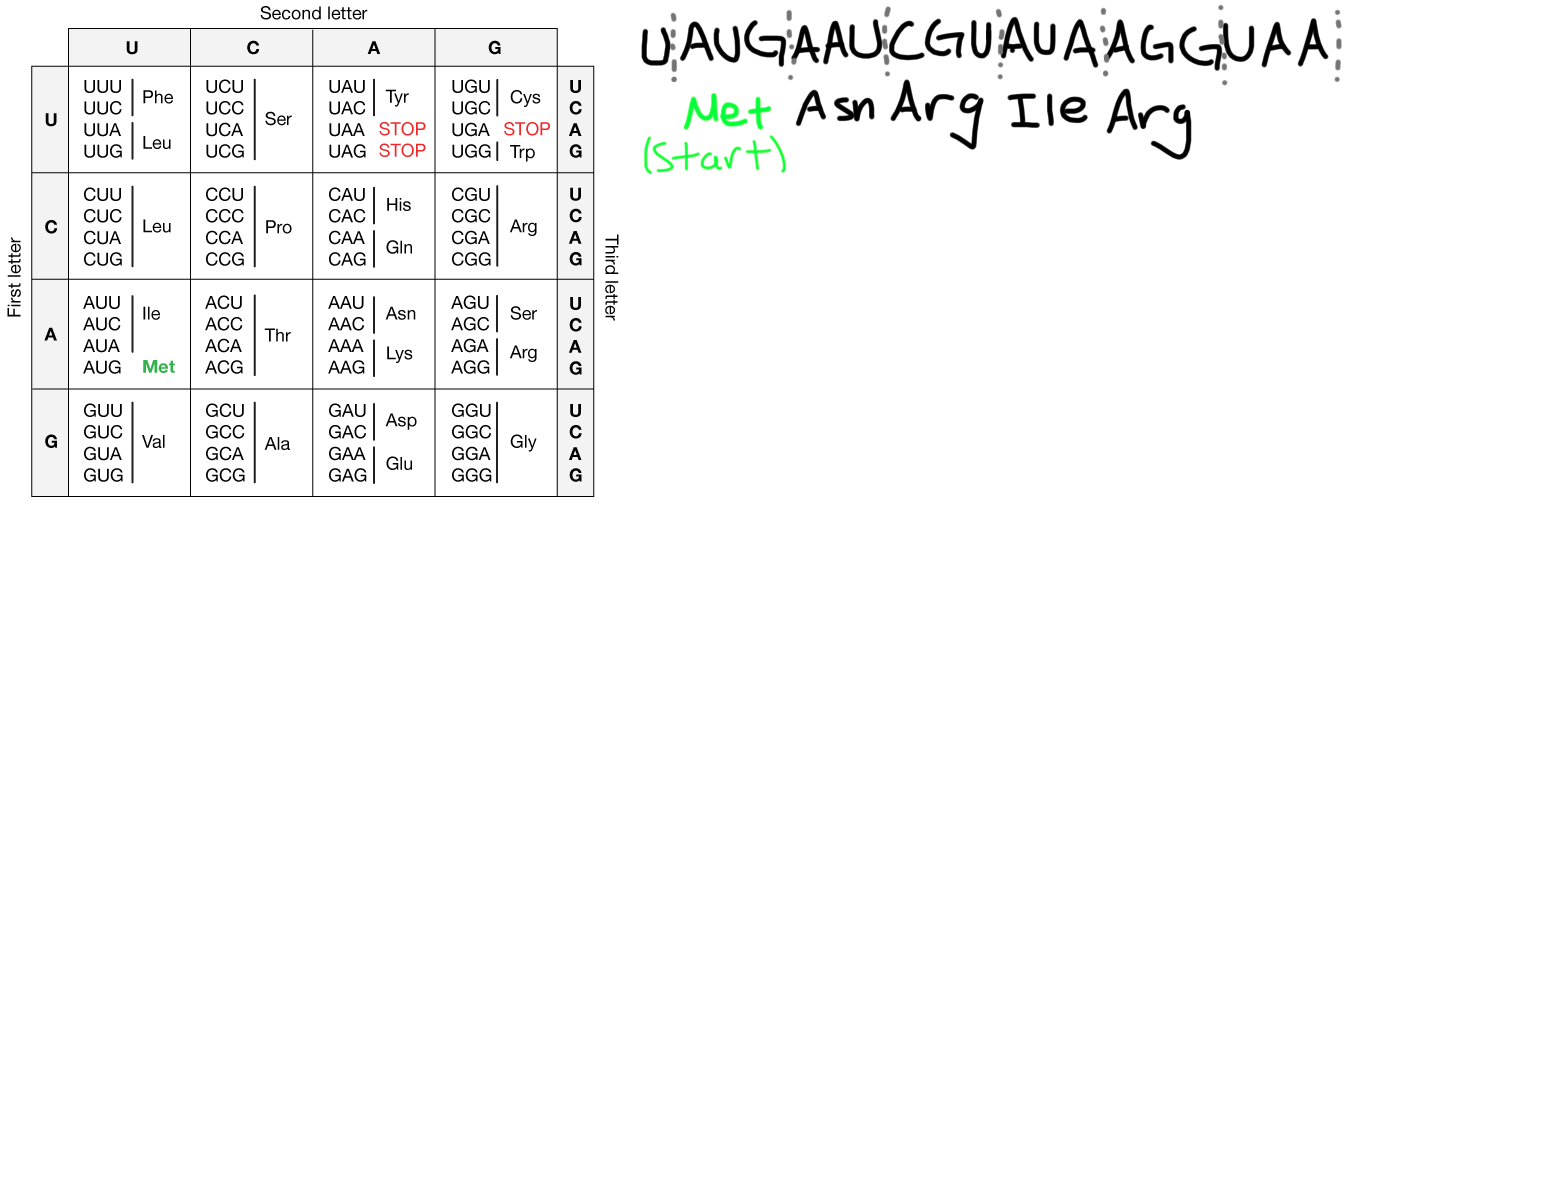 Second letter
U C A G
First letter
Third letter
U
UUU UCU UAU UGU U
Phe Tyr Cys
UUC UCC UAC UGC C
Ser
UUA UCA UAA STOP UGA STOP A
Leu
UUG UCG UAG STOP UGG Trp G
C
CUU CCU CAU CGU U
His
CUC CCC CAC CGC C
Leu Pro Arg
CUA CCA CAA CGA A
Gln
CUG CCG CAG CGG G
A
AUU ACU AAU AGU U
Ile Asn Ser
AUC ACC AAC AGC C
Thr
AUA ACA AAA AGA A
Lys Arg
AUG Met ACG AAG AGG G
G
GUU GCU GAU GGU U
Asp
GUC GCC GAC GGC C
Val Ala Gly
GUA GCA GAA GGA A
Glu
GUG GCG GAG GGG G
UAUGAAUCGUAUAAGGUAA
Met Asn Arg Ile Arg
(Start)